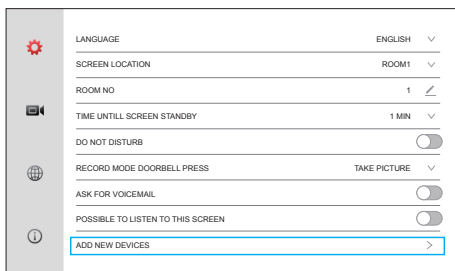 LANGUAGE ENGLISH
SCREEN LOCATION ROOM1
ROOM NO 1
TIME UNTILL SCREEN STANDBY 1 MIN
DO NOT DISTURB
RECORD MODE DOORBELL PRESS TAKE PICTURE
ASK FOR VOICEMAIL
POSSIBLE TO LISTEN TO THIS SCREEN
ADD NEW DEVICES